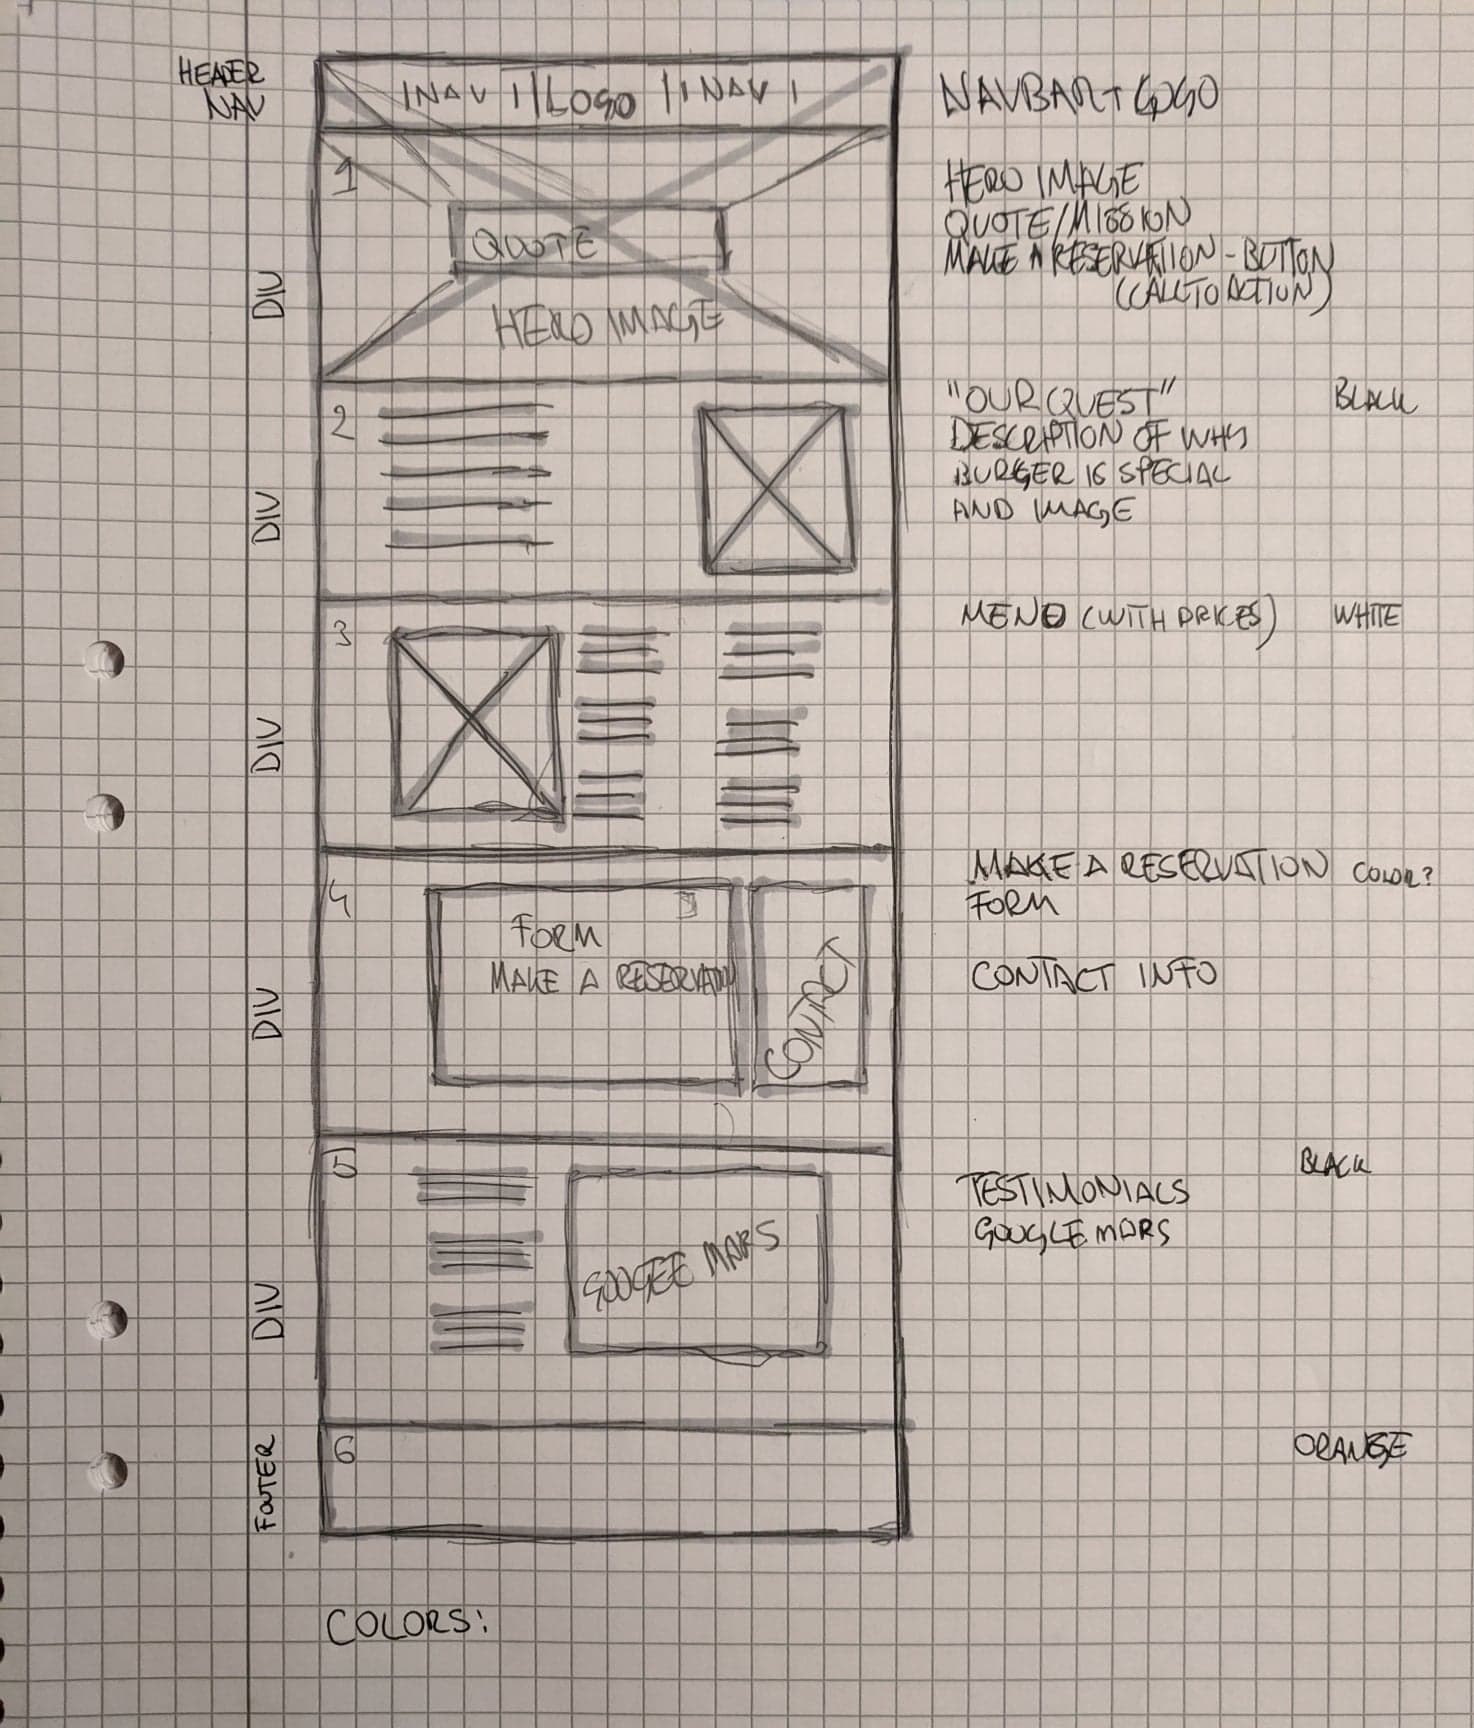 HEADER
NAV
| NAV | | LOGO | | NAV |
NAVBAR + LOGO
1
QUOTE
HERO IMAGE
DIV
HERO IMAGE
QUOTE/MISSION
MAKE A RESERVATION - BUTTON
(CALL TO ACTION)
2
DIV
"OUR QUEST"
DESCRIPTION OF WHY
BURGER IS SPECIAL
AND IMAGE
BLACK
3
DIV
MENU (WITH PRICES)
WHITE
4
FORM
MAKE A RESERVATION
CONTACT
DIV
MAKE A RESERVATION
FORM
COLOR?
CONTACT INFO
5
GOOGLE MAPS
DIV
TESTIMONIALS
GOOGLE MAPS
BLACK
6
FOOTER
ORANGE
COLORS: